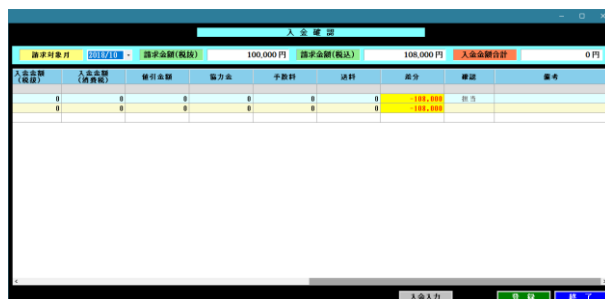 入金確認
請求対象月 2019/10 請求金額(税抜) 100,000円 請求金額(税込) 108,000円 入金金額合計 0円
入金金額(税抜) 入金金額(消費税) 値引金額 協力金 手数料 送料 差分 確認 備考
0 0 0 0 0 0 -108,000 担当
0 0 0 0 0 0 -108,000
入金入力 登録 終了